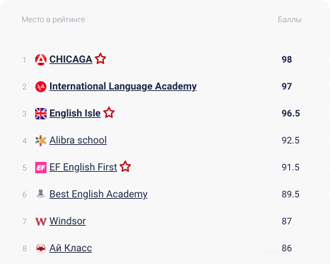 Место в рейтинге Баллы
1 CHICAGA 98
2 International Language Academy 97
3 English Isle 96.5
4 Alibra school 92.5
5 EF EF English First 91.5
6 Best English Academy 89.5
7 W Windsor 87
8 Ай Класс 86